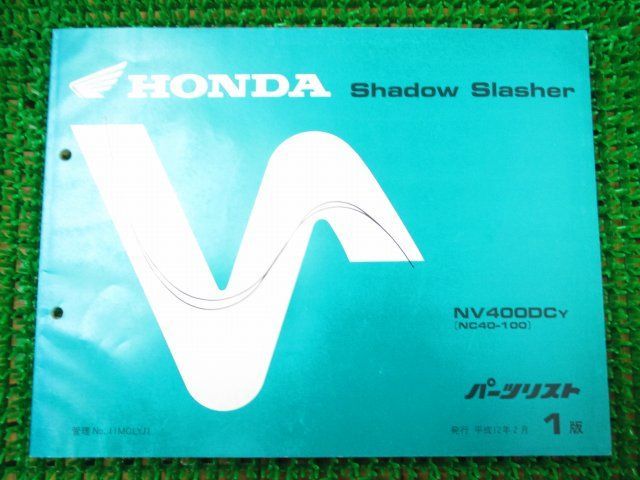 HONDA Shadow Slasher
NV400DCY
[NC40-100]
パーツリスト
管理No. 11MCLYJ1
発行 平成12年2月 1版